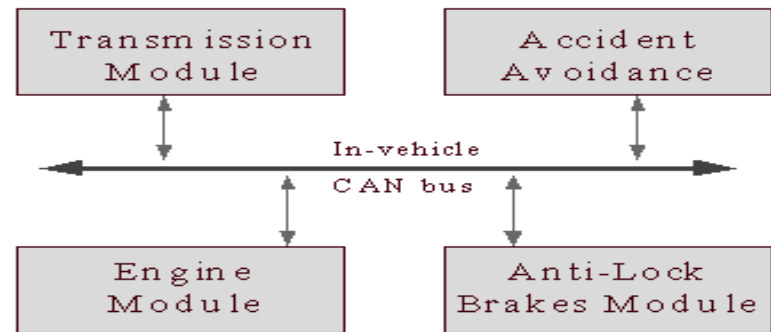 Transmission
Module
Accident
Avoidance
In-vehicle
CAN bus
Engine
Module
Anti-Lock
Brakes Module